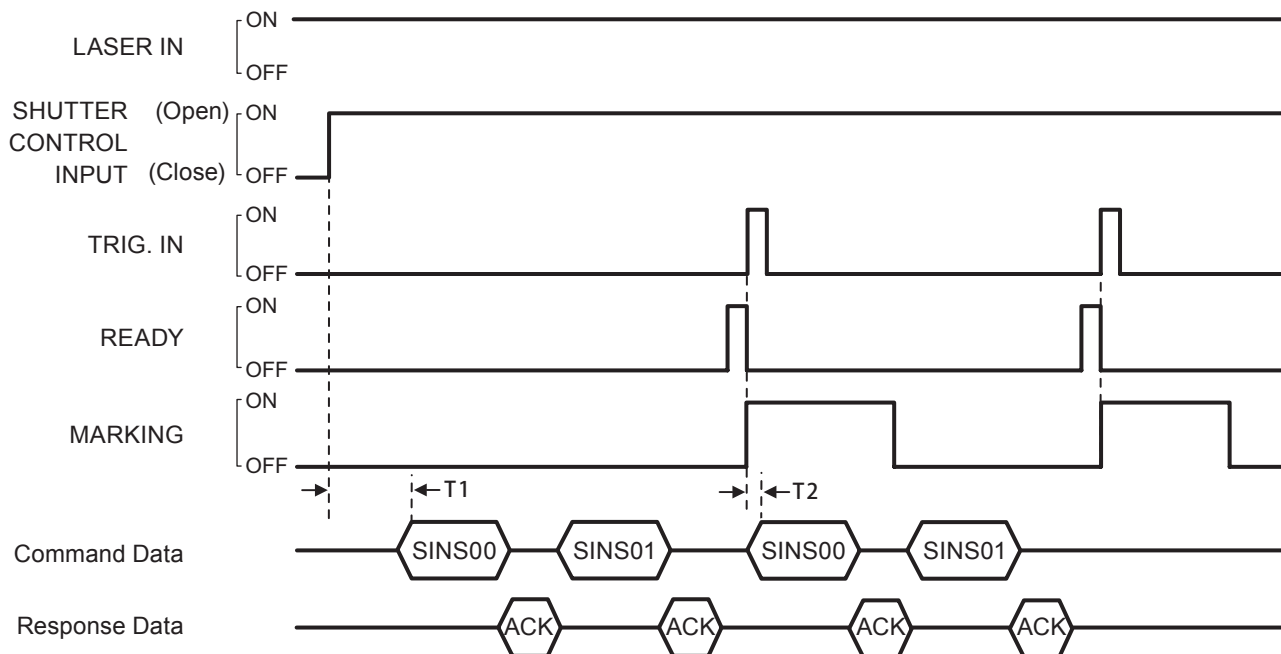 LASER IN
ON
OFF
SHUTTER (Open) ON
CONTROL
INPUT (Close) OFF
TRIG. IN
ON
OFF
READY
ON
OFF
MARKING
ON
OFF
T1
T2
Command Data SINS00 SINS01 SINS00 SINS01
Response Data ACK ACK ACK ACK